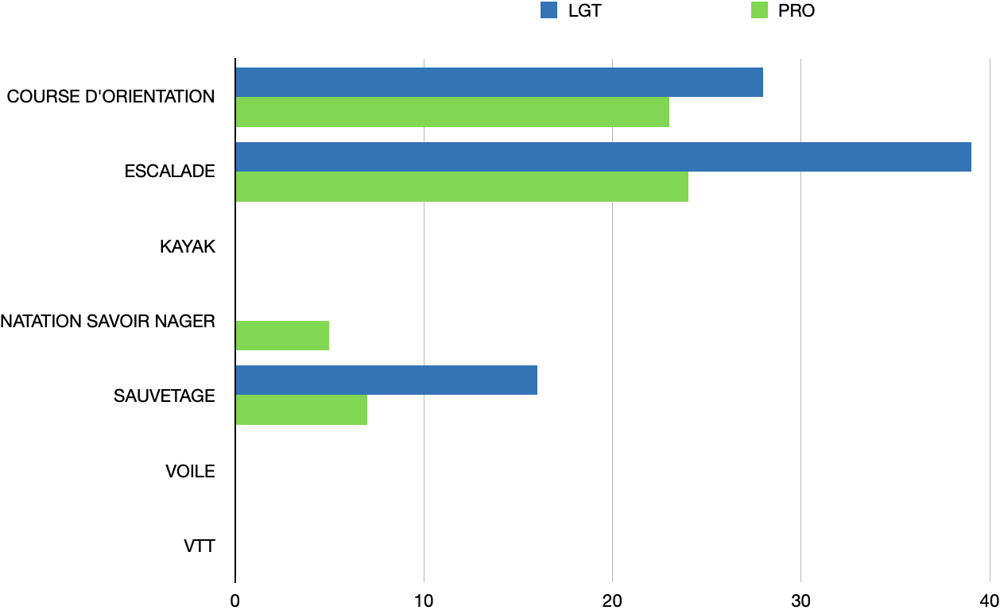 LGT
PRO
COURSE D'ORIENTATION
ESCALADE
KAYAK
NATATION SAVOIR NAGER
SAUVETAGE
VOILE
VTT
0 10 20 30 40